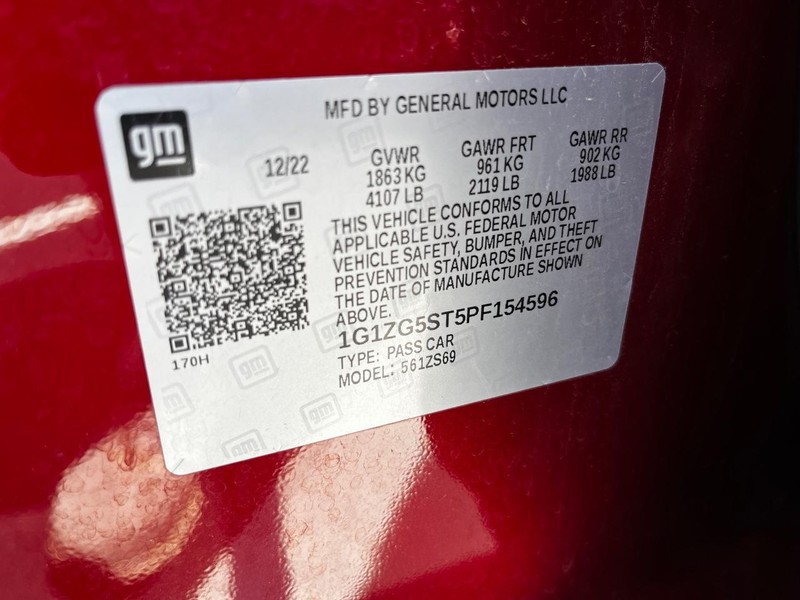 MFD BY GENERAL MOTORS LLC
gm
12/22
GVWR
1863 KG
4107 LB
GAWR FRT
961 KG
2119 LB
GAWR RR
902 KG
1988 LB
THIS VEHICLE CONFORMS TO ALL
APPLICABLE U.S. FEDERAL MOTOR
VEHICLE SAFETY, BUMPER, AND THEFT
PREVENTION STANDARDS IN EFFECT ON
THE DATE OF MANUFACTURE SHOWN
ABOVE.
1G1ZG5ST5PF154596
TYPE: PASS CAR
MODEL: 561ZS69
170H